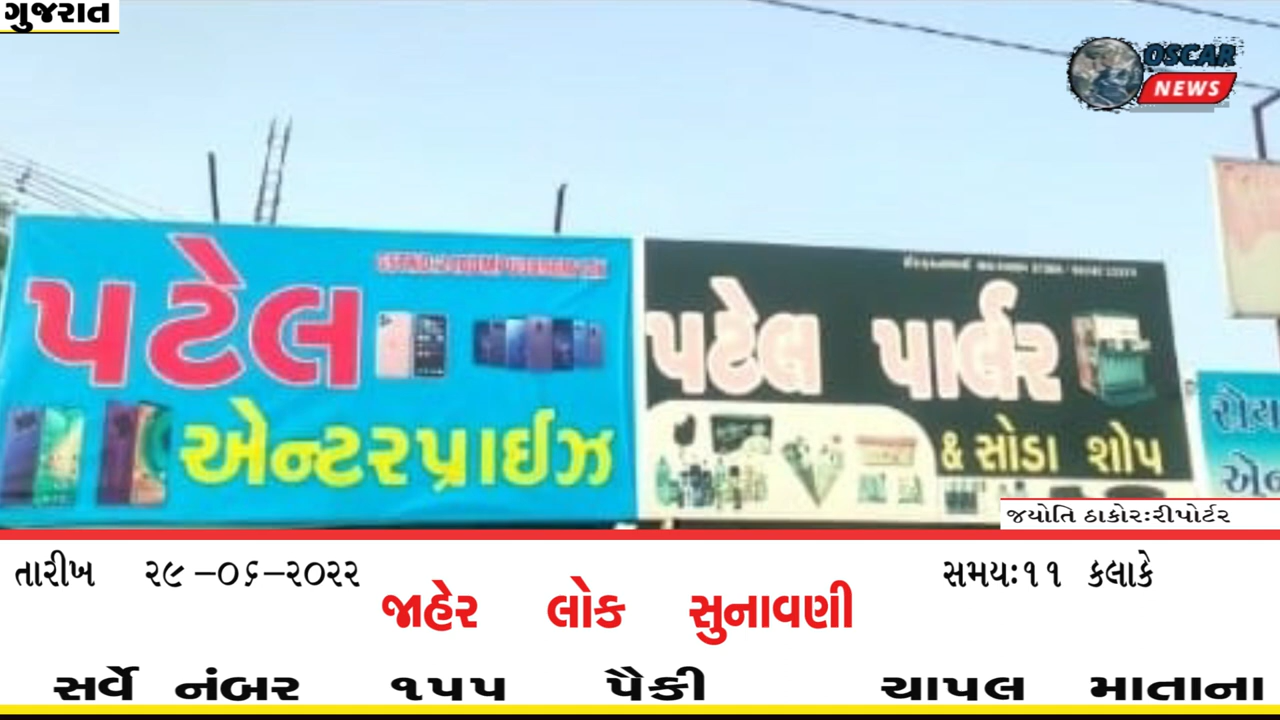 ગુજરાત
OSCAR
NEWS
પટેલ
એન્ટરપ્રાઈઝ
પટેલ પાર્લર
& સોડા શોપ
જયોતિ ઠાકોર:રીપોર્ટર
તારીખ ૨૯-૦૬-૨૦૨૨
સમય:૧૧ કલાકે
જાહેર લોક સુનાવણી
સર્વે નંબર ૧૫૫ પૈકી ચાપલ માતાના